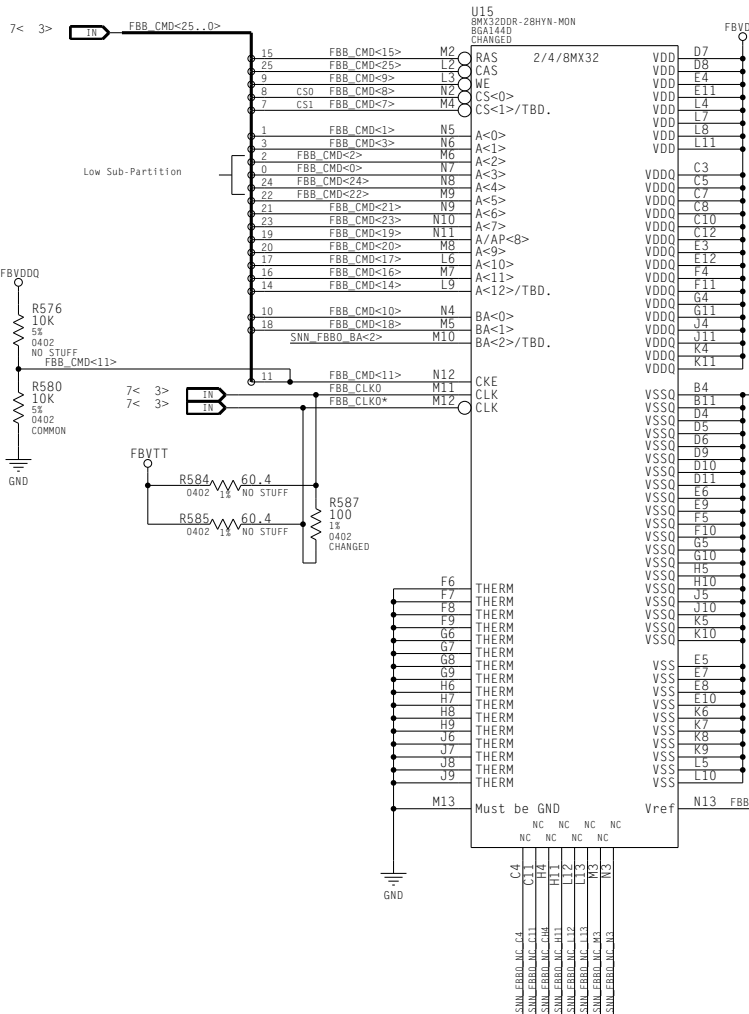 7< 3> IN FBB_CMD<25..0>
U15
8MX32DDR-28HYN-MON
BGA144D
CHANGED
2/4/8MX32
15 FBB_CMD<15> M2 RAS
25 FBB_CMD<25> L2 CAS
9 FBB_CMD<9> L3 WE
8 CS0 FBB_CMD<8> N2 CS<0>
7 CS1 FBB_CMD<7> M4 CS<1>/TBD.
1 FBB_CMD<1> N5 A<0>
3 FBB_CMD<3> N6 A<1>
2 FBB_CMD<2> M6 A<2>
0 FBB_CMD<0> N7 A<3>
24 FBB_CMD<24> N8 A<4>
22 FBB_CMD<22> M9 A<5>
21 FBB_CMD<21> N9 A<6>
23 FBB_CMD<23> N10 A<7>
19 FBB_CMD<19> N11 A/AP<8>
20 FBB_CMD<20> M8 A<9>
17 FBB_CMD<17> L6 A<10>
16 FBB_CMD<16> M7 A<11>
14 FBB_CMD<14> L9 A<12>/TBD.
Low Sub-Partition
10 FBB_CMD<10> N4 BA<0>
18 FBB_CMD<18> M5 BA<1>
SNN_FBB0_BA<2> M10 BA<2>/TBD.
11 FBB_CMD<11> N12 CKE
7< 3> IN FBB_CLK0 M11 CLK
7< 3> IN FBB_CLK0* M12 CLK
FBVDDQ
R576
10K
5%
0402
NO STUFF
FBB_CMD<11>
R580
10K
5%
0402
COMMON
GND
FBVTT
R584 60.4
0402 1% NO STUFF
R585 60.4
0402 1% NO STUFF
R587
100
1%
0402
CHANGED
F6 THERM
F7 THERM
F8 THERM
F9 THERM
G6 THERM
G7 THERM
G8 THERM
G9 THERM
H6 THERM
H7 THERM
H8 THERM
H9 THERM
J6 THERM
J7 THERM
J8 THERM
J9 THERM
M13 Must be GND
GND
FBVD
VDD D7
VDD D8
VDD E4
VDD E11
VDD L4
VDD L7
VDD L8
VDD L11
VDDQ C3
VDDQ C5
VDDQ C7
VDDQ C8
VDDQ C10
VDDQ C12
VDDQ E3
VDDQ E12
VDDQ F4
VDDQ F11
VDDQ G4
VDDQ G11
VDDQ J4
VDDQ J11
VDDQ K4
VDDQ K11
VSSQ B4
VSSQ B11
VSSQ D4
VSSQ D5
VSSQ D6
VSSQ D9
VSSQ D10
VSSQ D11
VSSQ E6
VSSQ E9
VSSQ F5
VSSQ F10
VSSQ G5
VSSQ G10
VSSQ H5
VSSQ H10
VSSQ J5
VSSQ J10
VSSQ K5
VSSQ K10
VSS E5
VSS E7
VSS E8
VSS E10
VSS K6
VSS K7
VSS K8
VSS K9
VSS L5
VSS L10
Vref N13 FBB
NC NC NC NC
NC NC NC NC
C4 SNN_FBB0_NC_C4
C11 SNN_FBB0_NC_C11
H4 SNN_FBB0_NC_CH4
H11 SNN_FBB0_NC_H11
L12 SNN_FBB0_NC_L12
L13 SNN_FBB0_NC_L13
M3 SNN_FBB0_NC_M3
N3 SNN_FBB0_NC_N3